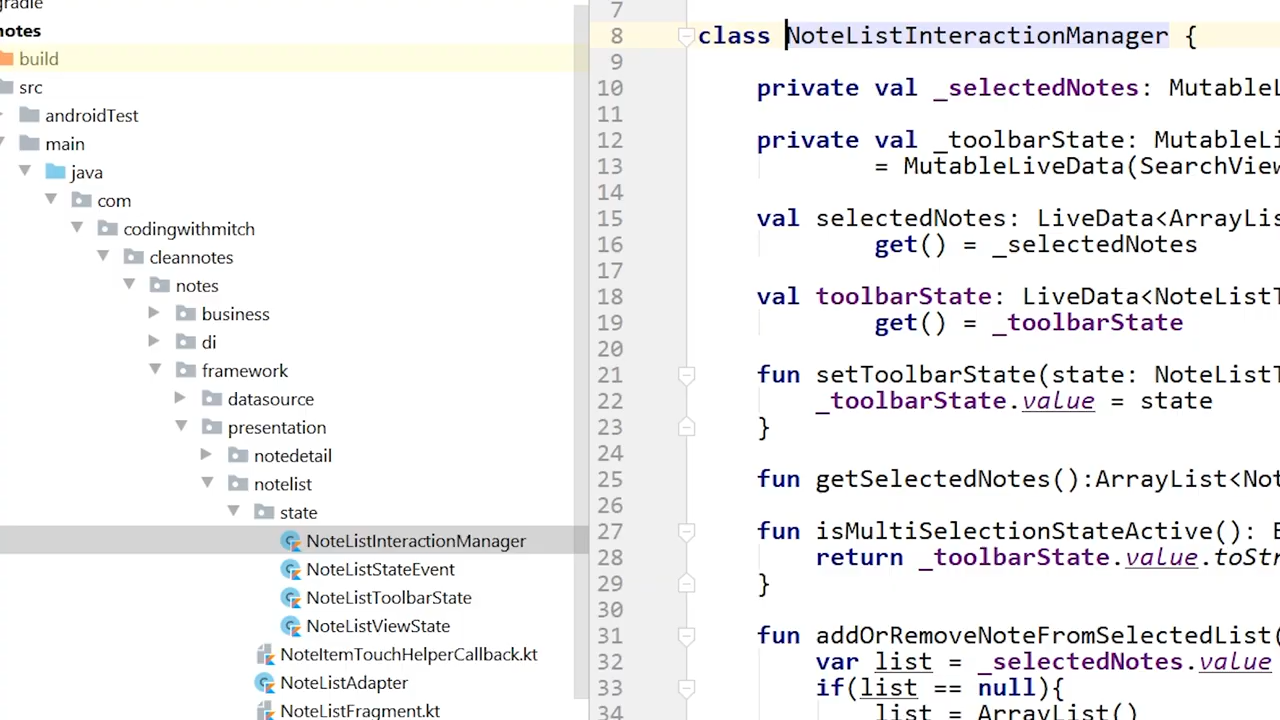 notes
build
src
androidTest
main
java
com
codingwithmitch
cleannotes
notes
business
di
framework
datasource
presentation
notedetail
notelist
state
NoteListInteractionManager
NoteListStateEvent
NoteListToolbarState
NoteListViewState
NoteItemTouchHelperCallback.kt
NoteListAdapter
NoteListFragment.kt
7
8 class NoteListInteractionManager {
9
10 private val _selectedNotes: MutableL
11
12 private val _toolbarState: MutableLi
13 = MutableLiveData(SearchView
14
15 val selectedNotes: LiveData<ArrayLis
16 get() = _selectedNotes
17
18 val toolbarState: LiveData<NoteListT
19 get() = _toolbarState
20
21 fun setToolbarState(state: NoteListT
22 _toolbarState.value = state
23 }
24
25 fun getSelectedNotes():ArrayList<Not
26
27 fun isMultiSelectionStateActive(): B
28 return _toolbarState.value.toStr
29 }
30
31 fun addOrRemoveNoteFromSelectedList(
32 var list = _selectedNotes.value
33 if(list == null){
34 list = ArrayList()